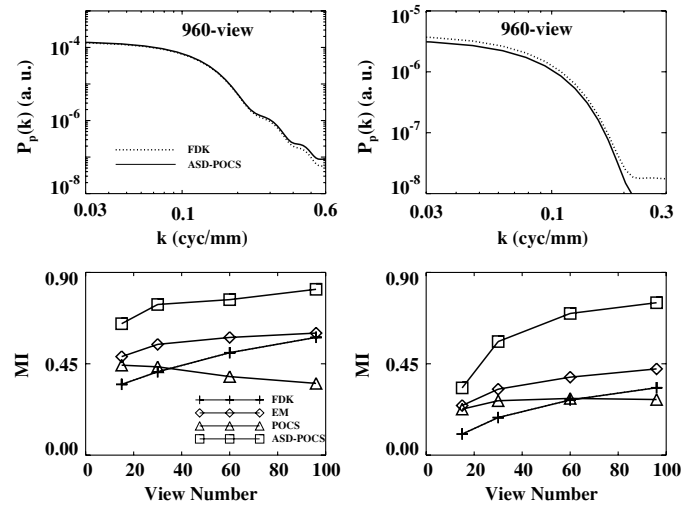 960-view
P_p(k) (a. u.)
10^-4
10^-6
10^-8
FDK
ASD-POCS
0.03
0.1
0.6
k (cyc/mm)
960-view
P_p(k) (a. u.)
10^-5
10^-6
10^-7
10^-8
0.03
0.1
0.3
k (cyc/mm)
MI
0.90
0.45
0.00
FDK
EM
POCS
ASD-POCS
0 20 40 60 80 100
View Number
MI
0.90
0.45
0.00
0 20 40 60 80 100
View Number